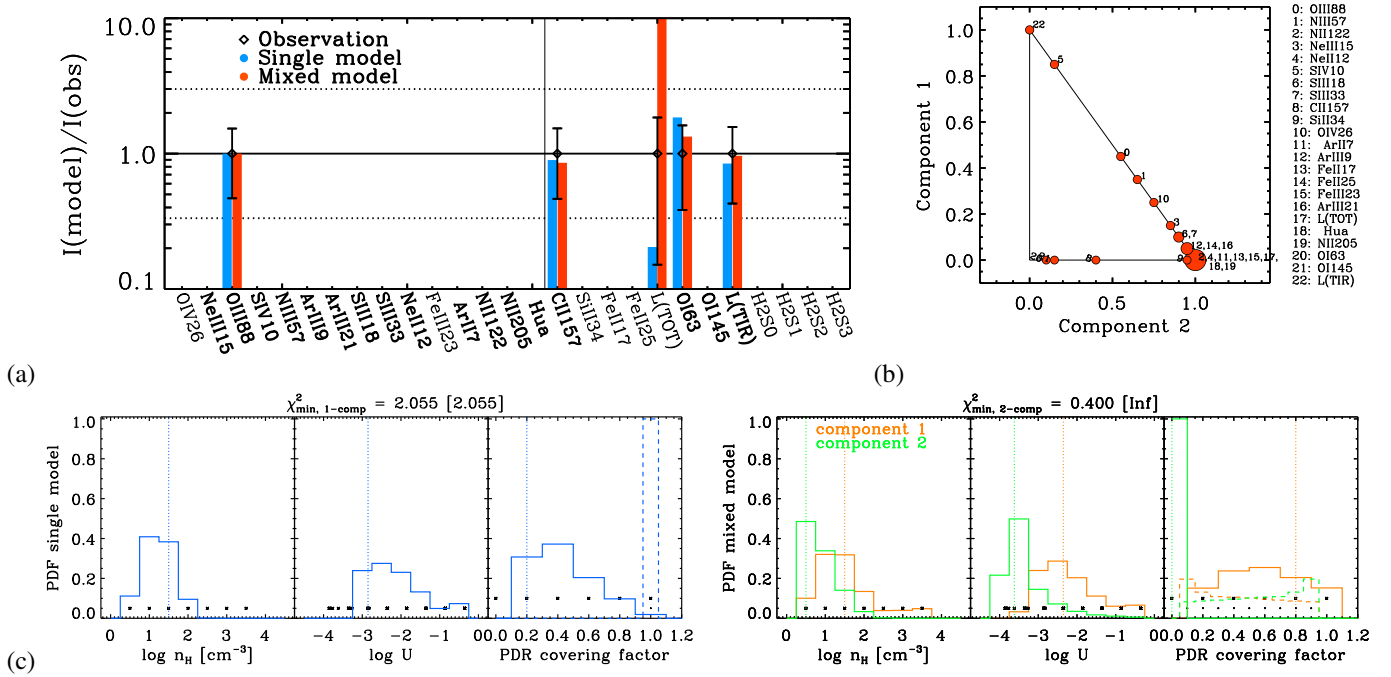 10.0
1.0
0.1
I(model)/I(obs)
Observation
Single model
Mixed model
OIV26
NeIII15
OIII88
SIV10
NIII57
ArIII9
ArIII21
SIII18
SIII33
NeII12
FeIII23
ArII7
NII122
NII205
Hua
CII157
SiII34
FeII17
FeII25
L(TOT)
OI63
OI145
L(TIR)
H2S0
H2S1
H2S2
H2S3
(a)
1.0
0.8
0.6
0.4
0.2
0.0
Component 1
22
5
0
1
10
3
6,7
12,14,16
2,4,11,13,15,17,
18,19
8
9
0.0 0.5 1.0
Component 2
0: OIII88
1: NIII57
2: NII122
3: NeIII15
4: NeII12
5: SIV10
6: SIII18
7: SIII33
8: CII157
9: SiII34
10: OIV26
11: ArII7
12: ArIII9
13: FeII17
14: FeII25
15: FeIII23
16: ArIII21
17: L(TOT)
18: Hua
19: NII205
20: OI63
21: OI145
22: L(TIR)
(b)
χ²min, 1-comp = 2.055 [2.055]
PDF single model
1.0
0.8
0.6
0.4
0.2
0.0
0 1 2 3 4
log nH [cm⁻³]
−4 −3 −2 −1
log U
0.0 0.2 0.4 0.6 0.8 1.0 1.2
PDR covering factor
(c)
χ²min, 2-comp = 0.400 [Inf]
component 1
component 2
PDF mixed model
1.0
0.8
0.6
0.4
0.2
0.0
0 1 2 3 4
log nH [cm⁻³]
−4 −3 −2 −1
log U
0.0 0.2 0.4 0.6 0.8 1.0 1.2
PDR covering factor